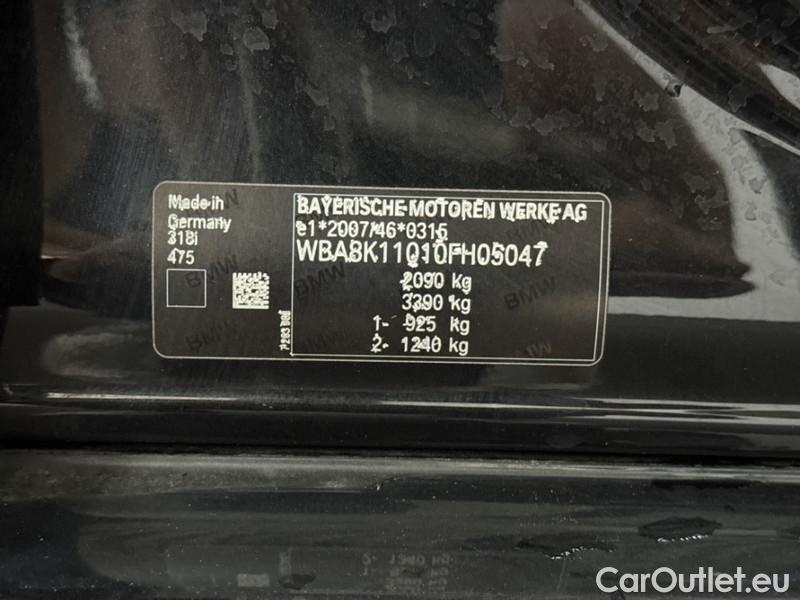 Made in
Germany
318i
475
BAYERISCHE MOTOREN WERKE AG
e1*2007/46*0315
WBA8K11010FH05047
2090 kg
3390 kg
1- 925 kg
2- 1240 kg
CarOutlet.eu